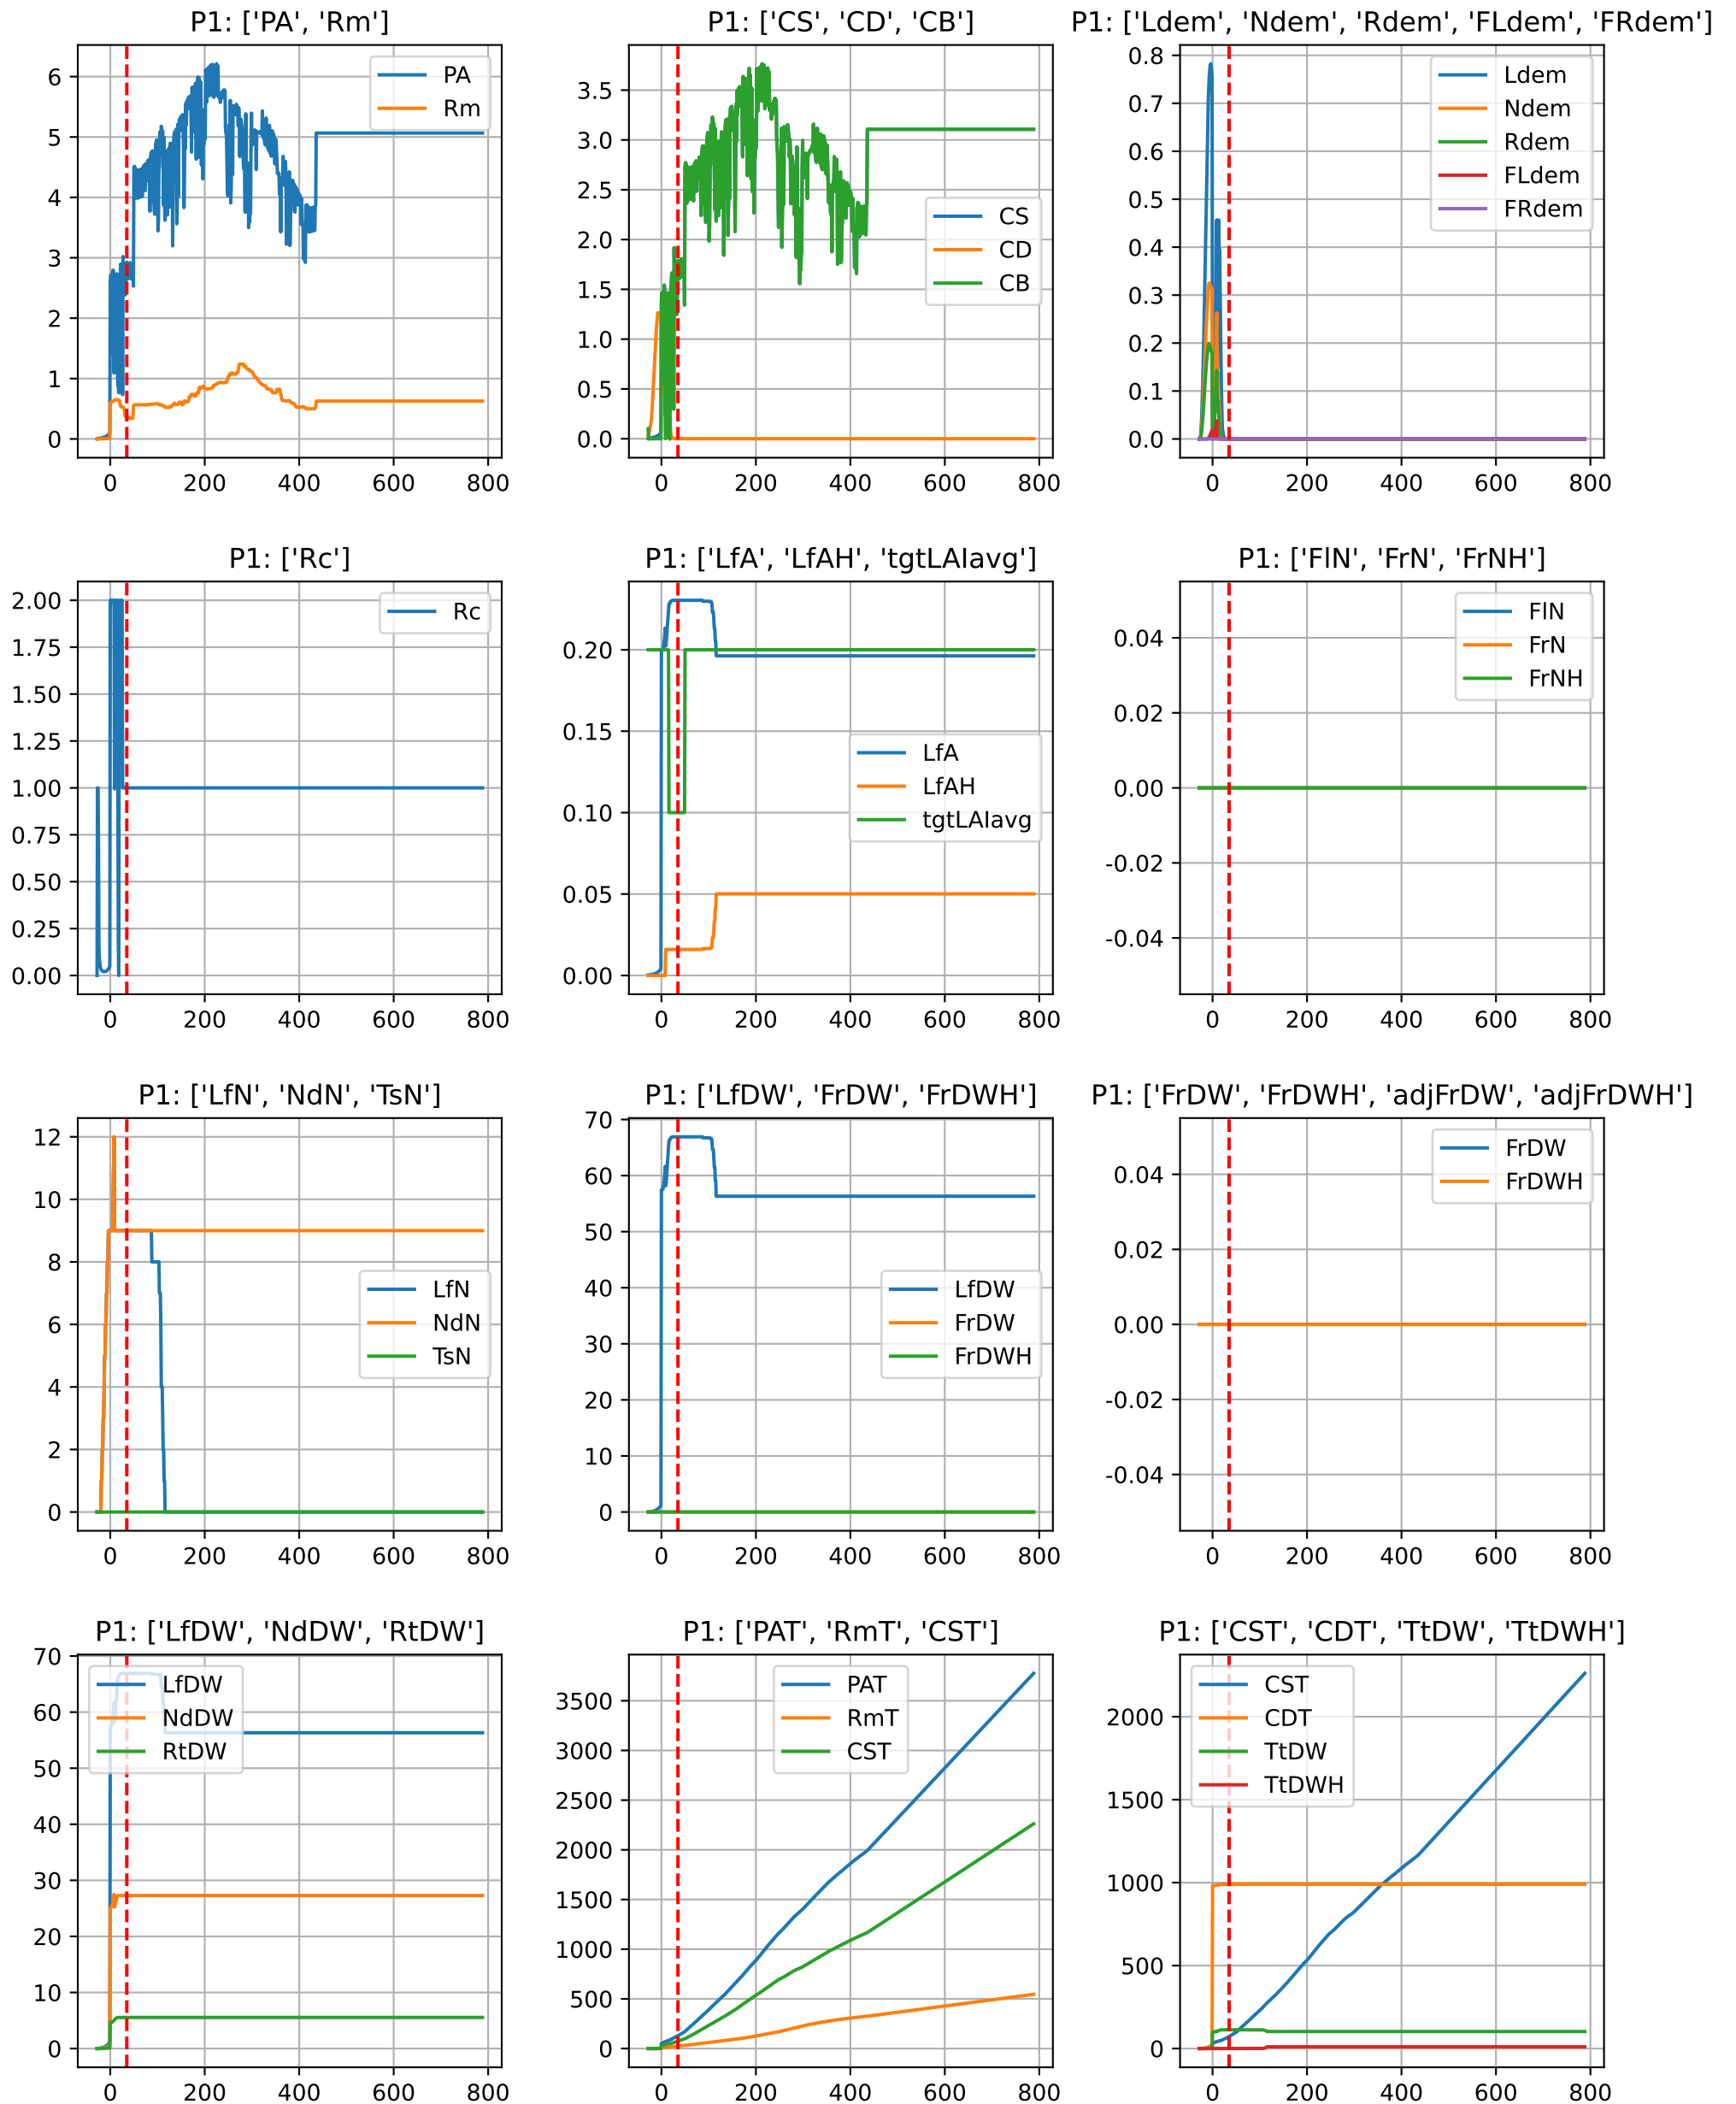 P1: ['PA', 'Rm']
6
5
4
3
2
1
0
0 200 400 600 800
PA
Rm
P1: ['CS', 'CD', 'CB']
3.5
3.0
2.5
2.0
1.5
1.0
0.5
0.0
0 200 400 600 800
CS
CD
CB
P1: ['Ldem', 'Ndem', 'Rdem', 'FLdem', 'FRdem']
0.8
0.7
0.6
0.5
0.4
0.3
0.2
0.1
0.0
0 200 400 600 800
Ldem
Ndem
Rdem
FLdem
FRdem
P1: ['Rc']
2.00
1.75
1.50
1.25
1.00
0.75
0.50
0.25
0.00
0 200 400 600 800
Rc
P1: ['LfA', 'LfAH', 'tgtLAIavg']
0.20
0.15
0.10
0.05
0.00
0 200 400 600 800
LfA
LfAH
tgtLAIavg
P1: ['FlN', 'FrN', 'FrNH']
0.04
0.02
0.00
-0.02
-0.04
0 200 400 600 800
FlN
FrN
FrNH
P1: ['LfN', 'NdN', 'TsN']
12
10
8
6
4
2
0
0 200 400 600 800
LfN
NdN
TsN
P1: ['LfDW', 'FrDW', 'FrDWH']
70
60
50
40
30
20
10
0
0 200 400 600 800
LfDW
FrDW
FrDWH
P1: ['FrDW', 'FrDWH', 'adjFrDW', 'adjFrDWH']
0.04
0.02
0.00
-0.02
-0.04
0 200 400 600 800
FrDW
FrDWH
P1: ['LfDW', 'NdDW', 'RtDW']
70
60
50
40
30
20
10
0
0 200 400 600 800
LfDW
NdDW
RtDW
P1: ['PAT', 'RmT', 'CST']
3500
3000
2500
2000
1500
1000
500
0
0 200 400 600 800
PAT
RmT
CST
P1: ['CST', 'CDT', 'TtDW', 'TtDWH']
2000
1500
1000
500
0
0 200 400 600 800
CST
CDT
TtDW
TtDWH